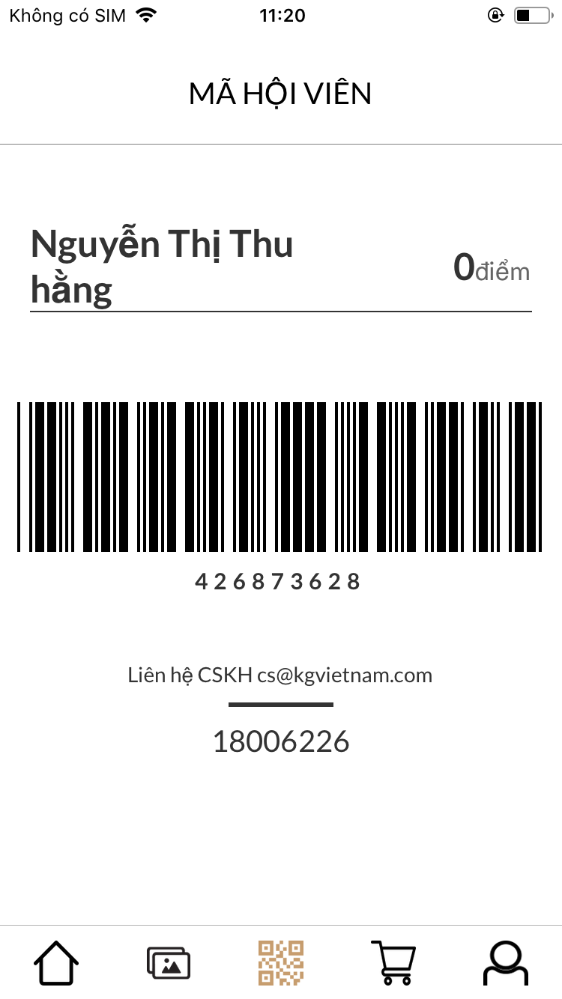 Không có SIM
11:20
MÃ HỘI VIÊN
Nguyễn Thị Thu
hằng
0điểm
426873628
Liên hệ CSKH cs@kgvietnam.com
18006226